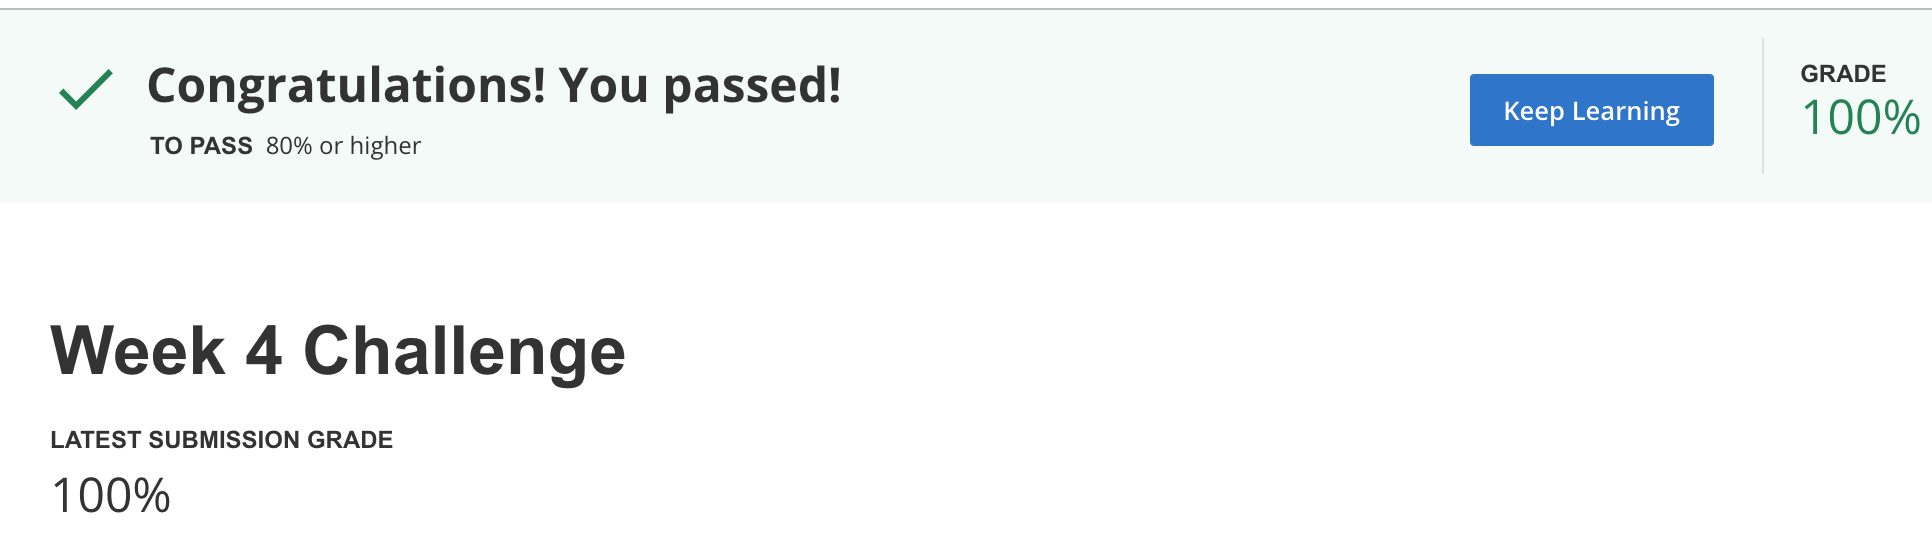 Congratulations! You passed!
TO PASS 80% or higher
Keep Learning
GRADE
100%
Week 4 Challenge
LATEST SUBMISSION GRADE
100%